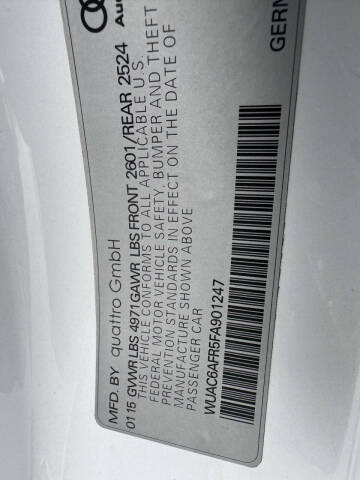 Au
GERM
MFD. BY quattro GmbH
01 15 GVWR LBS 4971 GAWR LBS FRONT 2601/REAR 2524
THIS VEHICLE CONFORMS TO ALL APPLICABLE U.S.
FEDERAL MOTOR VEHICLE SAFETY, BUMPER AND THEFT
PREVENTION STANDARDS IN EFFECT ON THE DATE OF
MANUFACTURE SHOWN ABOVE
PASSENGER CAR
WUAC6AFR5FA901247